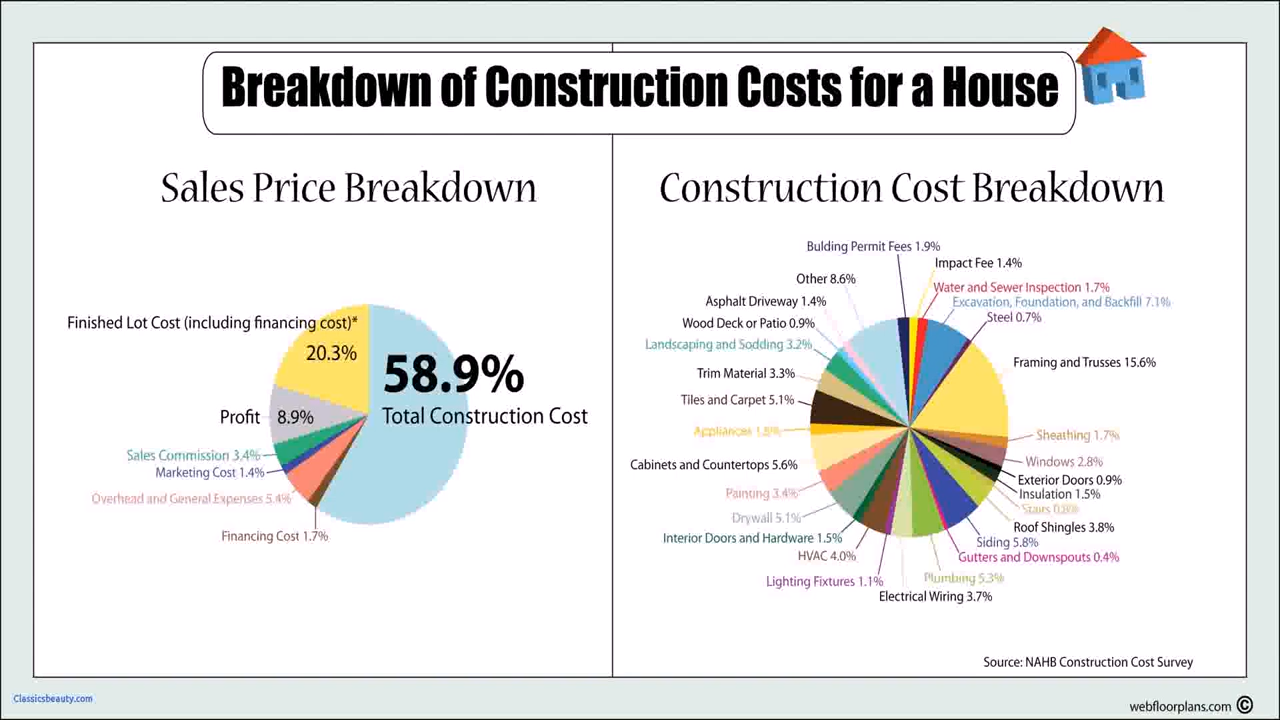 Breakdown of Construction Costs for a House
Sales Price Breakdown
Finished Lot Cost (including financing cost)*
20.3%
58.9%
Total Construction Cost
Profit 8.9%
Sales Commission 3.4%
Marketing Cost 1.4%
Overhead and General Expenses 5.4%
Financing Cost 1.7%
Construction Cost Breakdown
Bulding Permit Fees 1.9%
Impact Fee 1.4%
Water and Sewer Inspection 1.7%
Excavation, Foundation, and Backfill 7.1%
Steel 0.7%
Framing and Trusses 15.6%
Sheathing 1.7%
Windows 2.8%
Exterior Doors 0.9%
Insulation 1.5%
Stairs
Roof Shingles 3.8%
Siding 5.8%
Gutters and Downspouts 0.4%
Plumbing 5.3%
Electrical Wiring 3.7%
Lighting Fixtures 1.1%
HVAC 4.0%
Interior Doors and Hardware 1.5%
Drywall 5.1%
Painting 3.4%
Cabinets and Countertops 5.6%
Appliances
Tiles and Carpet 5.1%
Trim Material 3.3%
Landscaping and Sodding 3.2%
Wood Deck or Patio 0.9%
Asphalt Driveway 1.4%
Other 8.6%
Source: NAHB Construction Cost Survey
Classicsbeauty.com
webfloorplans.com ©